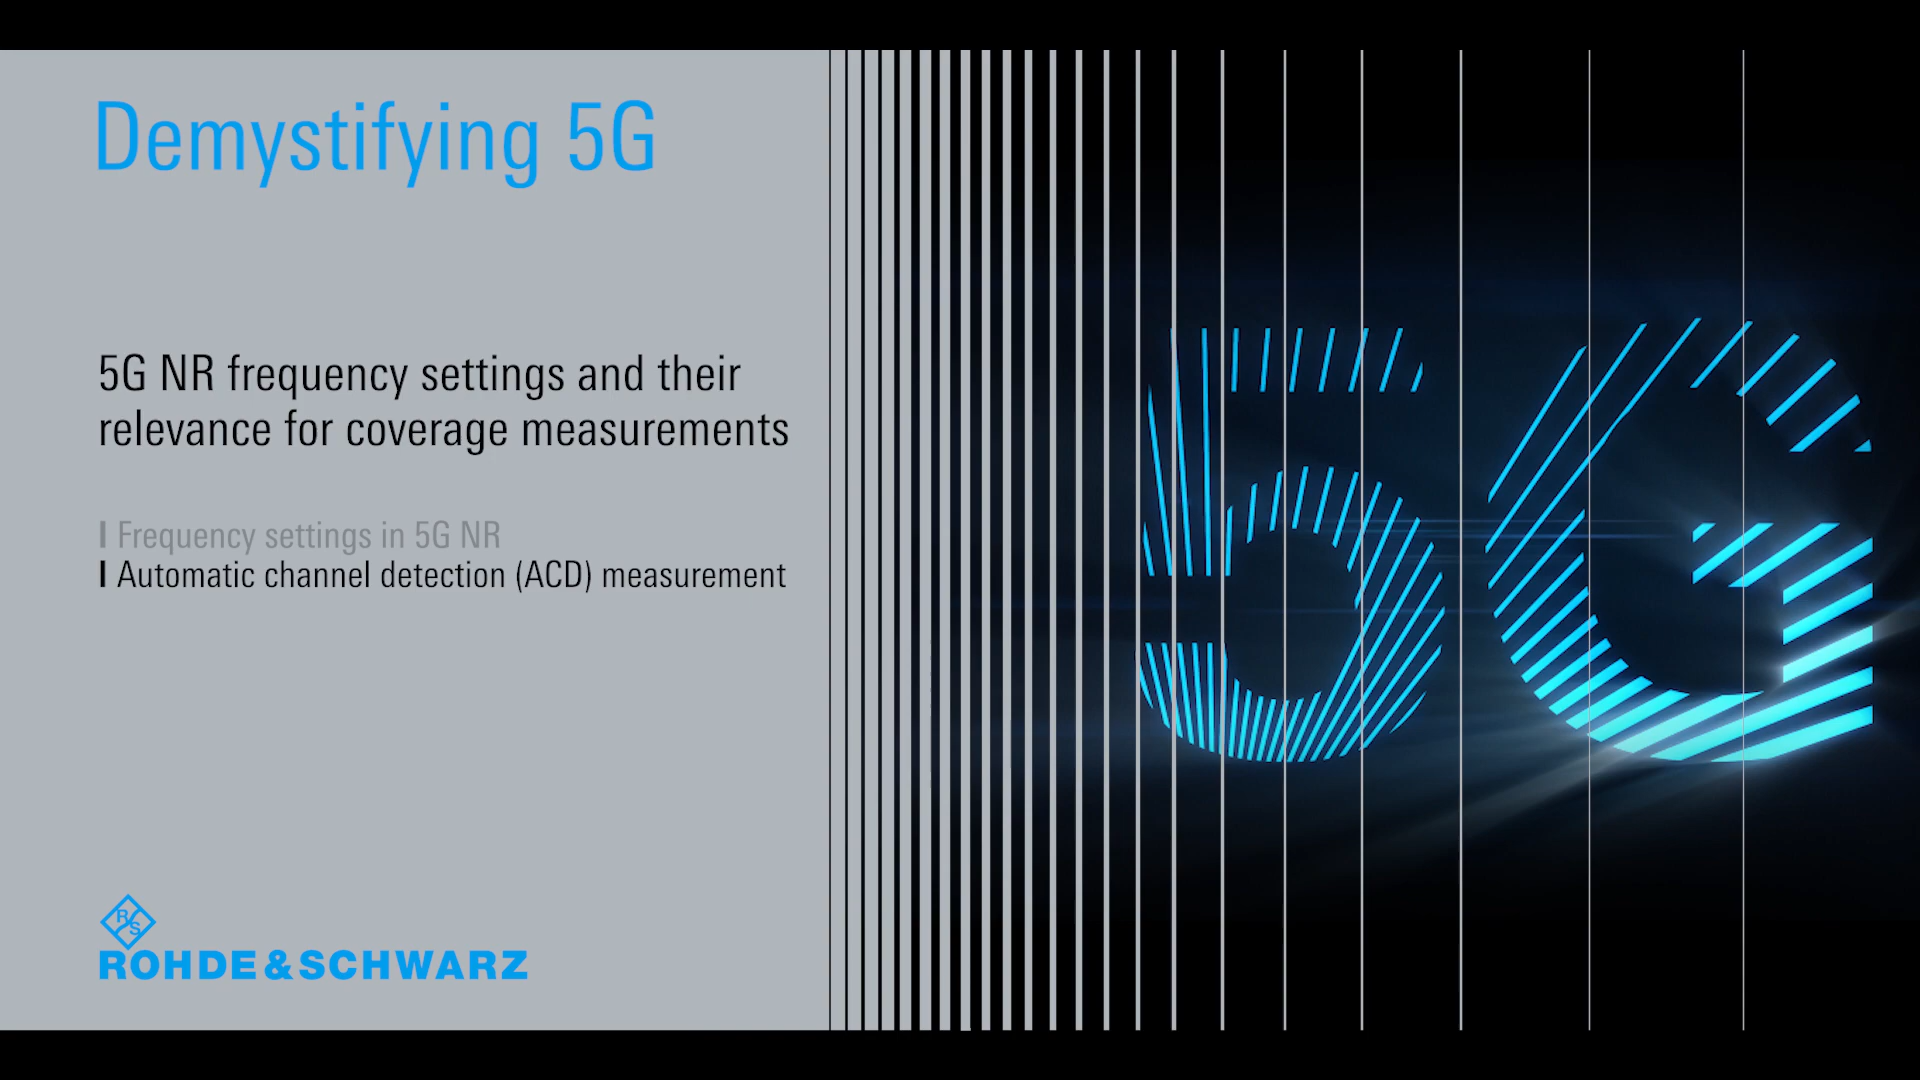 Demystifying 5G
5G NR frequency settings and their
relevance for coverage measurements
I Frequency settings in 5G NR
I Automatic channel detection (ACD) measurement
5G
R S
ROHDE&SCHWARZ